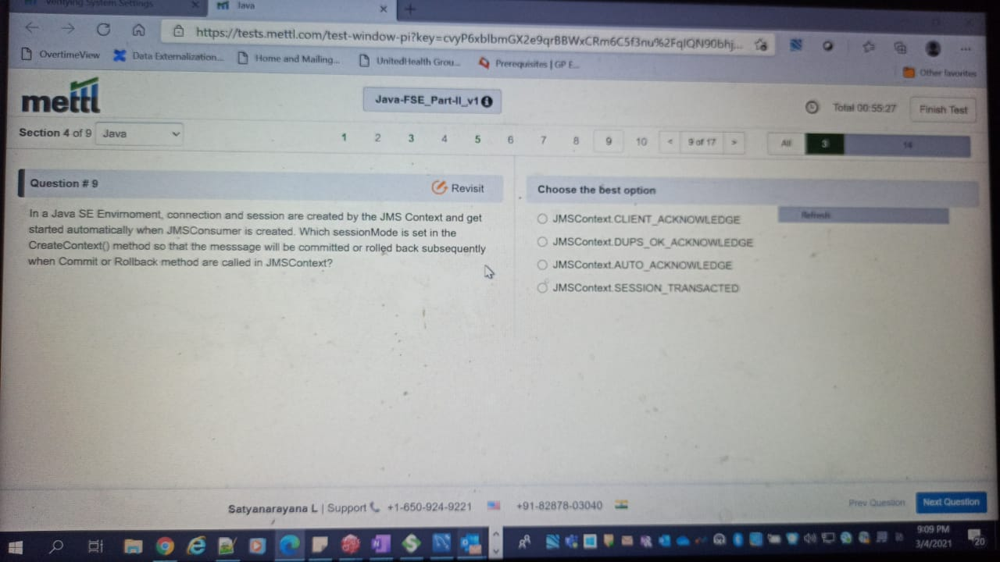 Verifying System Settings
Java
https://tests.mettl.com/test-window-pi?key=cvyP6xblbmGX2e9qrBBWxCRm6C5f3nu%2FqlQN90bhj...
OvertimeView
Data Externalization...
Home and Mailing...
UnitedHealth Grou...
Prerequisites | GP E...
Other favorites
mettl
Java-FSE_Part-II_v1
Total 00:55:27
Finish Test
Section 4 of 9
Java
1 2 3 4 5 6 7 8 9 10 < 9 of 17 >
All 3 14
Question # 9
Revisit
In a Java SE Envirnoment, connection and session are created by the JMS Context and get
started automatically when JMSConsumer is created. Which sessionMode is set in the
CreateContext() method so that the messsage will be committed or rolled back subsequently
when Commit or Rollback method are called in JMSContext?
Choose the best option
Refresh
JMSContext.CLIENT_ACKNOWLEDGE
JMSContext.DUPS_OK_ACKNOWLEDGE
JMSContext.AUTO_ACKNOWLEDGE
JMSContext.SESSION_TRANSACTED
Satyanarayana L | Support +1-650-924-9221 +91-82878-03040
Prev Question
Next Question
9:09 PM
3/4/2021
20